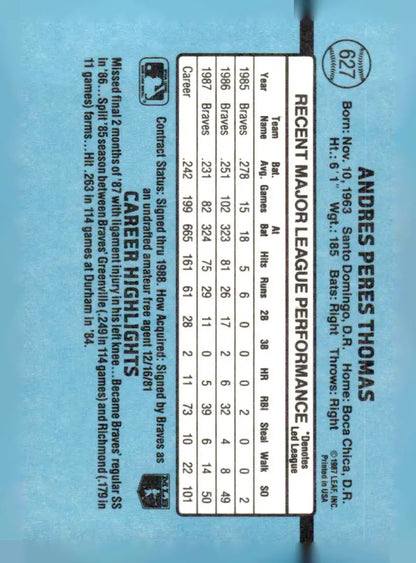 627
ANDRES PERES THOMAS
Born: Nov. 10, 1963 Santo Domingo, D.R. Home: Boca Chica, D.R.
Ht.: 6'1" Wgt.: 185 Bats: Right Throws: Right
© 1987 LEAF, INC.
Printed in USA
RECENT MAJOR LEAGUE PERFORMANCE
*Denotes Led League
Year Team Name Bat. Avg. Games At Bat Hits Runs 2B 3B HR RBI Steal Walk SO
1985 Braves .278 15 18 5 6 0 0 0 2 0 0 2
1986 Braves .251 102 323 81 26 17 2 6 32 4 8 49
1987 Braves .231 82 324 75 29 11 0 5 39 6 14 50
Career .242 199 665 161 61 28 2 11 73 10 22 101
Contract Status: Signed thru 1988. How Acquired: Signed by Braves as
an undrafted amateur free agent 12/16/81
CAREER HIGHLIGHTS
Missed final 2 months of '87 with ligament injury in his left knee...Became Braves' regular SS
in '86...Split '85 season between Braves' Greenville (.249 in 114 games) and Richmond (.179 in
11 games) farms...Hit .263 in 114 games at Durham in '84.